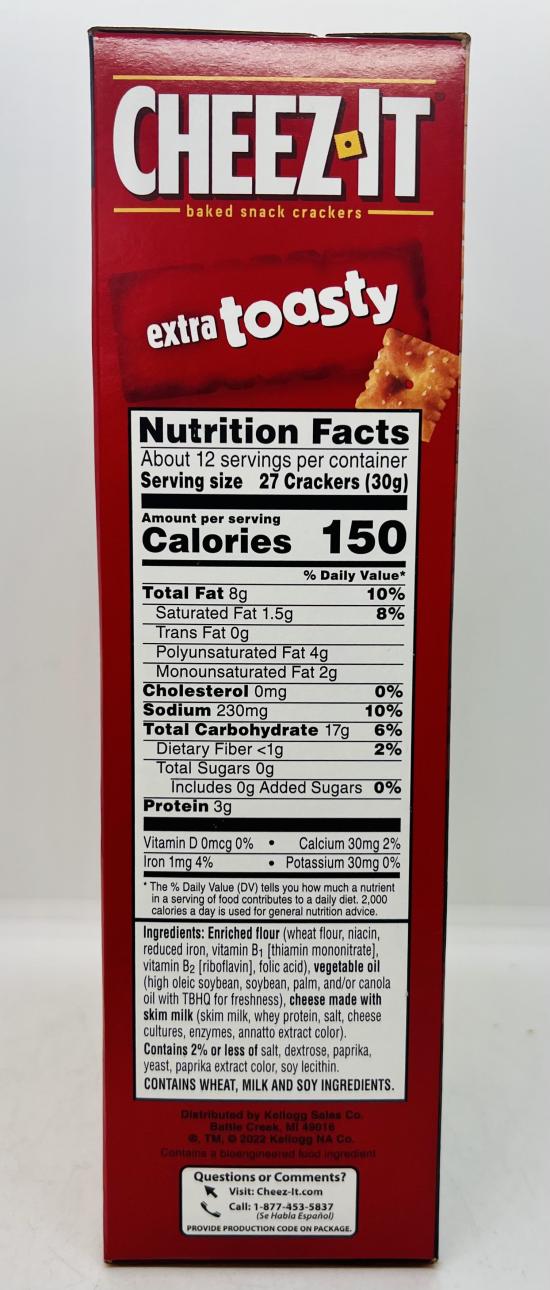 CHEEZ-IT
baked snack crackers
extra toasty
Nutrition Facts
About 12 servings per container
Serving size 27 Crackers (30g)
Amount per serving
Calories 150
% Daily Value*
Total Fat 8g 10%
Saturated Fat 1.5g 8%
Trans Fat 0g
Polyunsaturated Fat 4g
Monounsaturated Fat 2g
Cholesterol 0mg 0%
Sodium 230mg 10%
Total Carbohydrate 17g 6%
Dietary Fiber <1g 2%
Total Sugars 0g
Includes 0g Added Sugars 0%
Protein 3g
Vitamin D 0mcg 0% • Calcium 30mg 2%
Iron 1mg 4% • Potassium 30mg 0%
* The % Daily Value (DV) tells you how much a nutrient
in a serving of food contributes to a daily diet. 2,000
calories a day is used for general nutrition advice.
Ingredients: Enriched flour (wheat flour, niacin,
reduced iron, vitamin B₁ [thiamin mononitrate],
vitamin B₂ [riboflavin], folic acid), vegetable oil
(high oleic soybean, soybean, palm, and/or canola
oil with TBHQ for freshness), cheese made with
skim milk (skim milk, whey protein, salt, cheese
cultures, enzymes, annatto extract color).
Contains 2% or less of salt, dextrose, paprika,
yeast, paprika extract color, soy lecithin.
CONTAINS WHEAT, MILK AND SOY INGREDIENTS.
Distributed by Kellogg Sales Co.
Battle Creek, MI 49016
®, TM, © 2022 Kellogg NA Co.
Contains a bioengineered food ingredient
Questions or Comments?
Visit: Cheez-It.com
Call: 1-877-453-5837
(Se Habla Español)
PROVIDE PRODUCTION CODE ON PACKAGE.